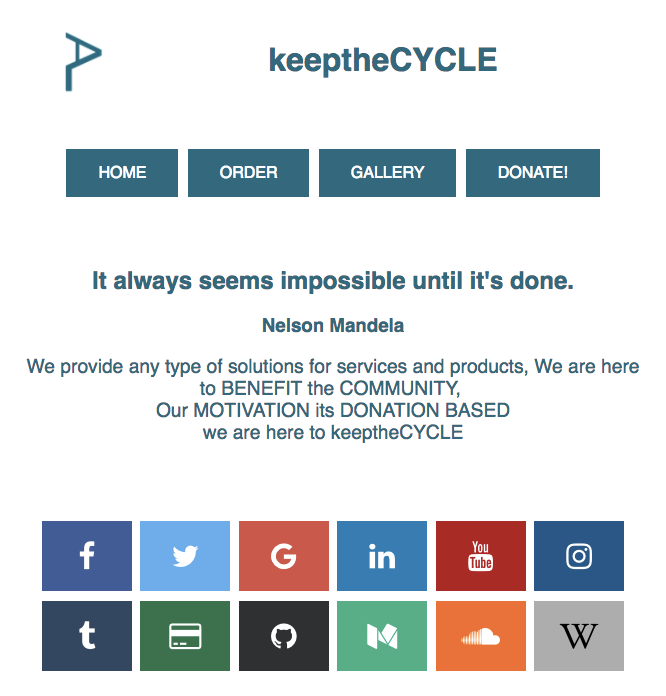 keeptheCYCLE
HOME ORDER GALLERY DONATE!
It always seems impossible until it's done.
Nelson Mandela
We provide any type of solutions for services and products, We are here
to BENEFIT the COMMUNITY,
Our MOTIVATION its DONATION BASED
we are here to keeptheCYCLE
f G in You Tube
t M W